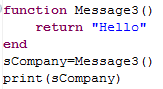 function Message3()
    return "Hello"
end
sCompany=Message3()
print(sCompany)